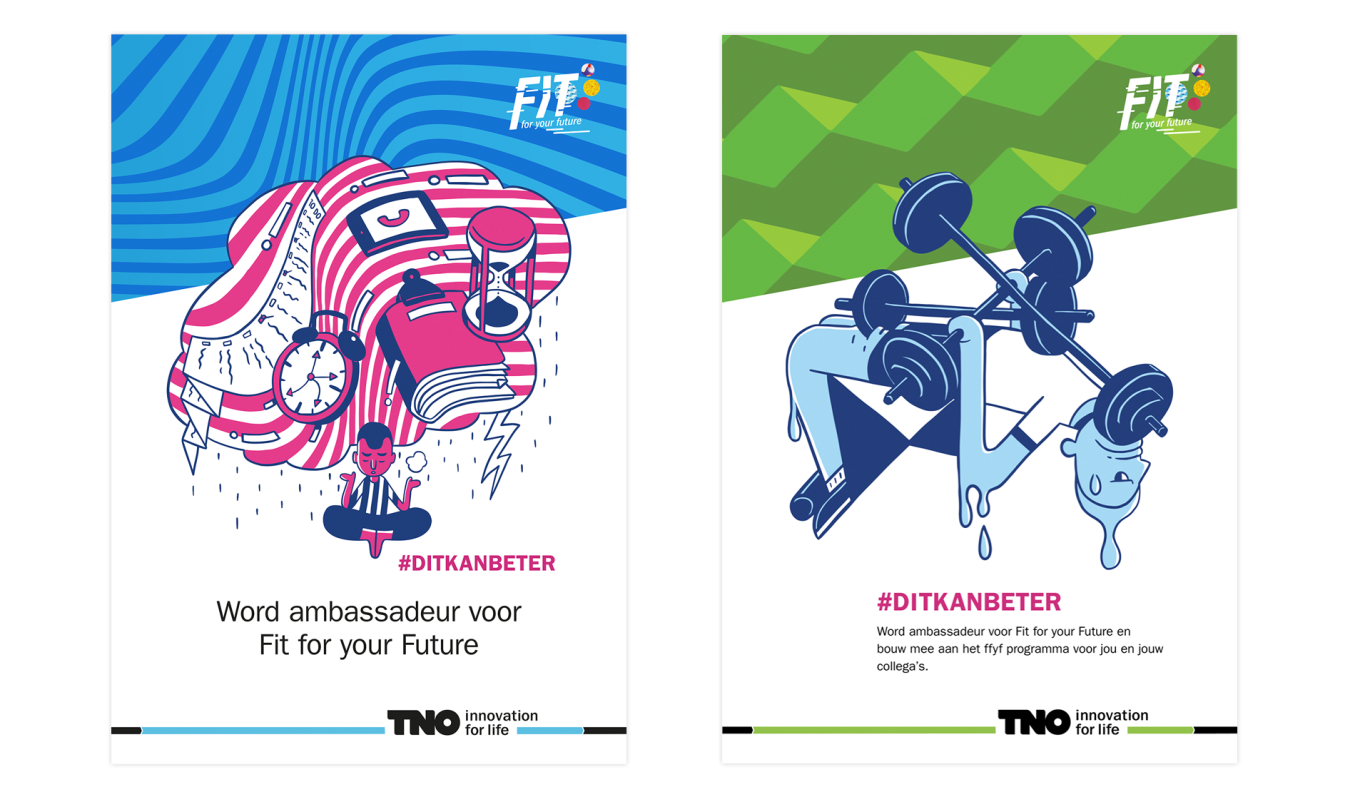 FIT
for your future
TO DO
#DITKANBETER
Word ambassadeur voor
Fit for your Future
TNO innovation
for life
FIT
for your future
#DITKANBETER
Word ambassadeur voor Fit for your Future en
bouw mee aan het ffyf programma voor jou en jouw
collega's.
TNO innovation
for life